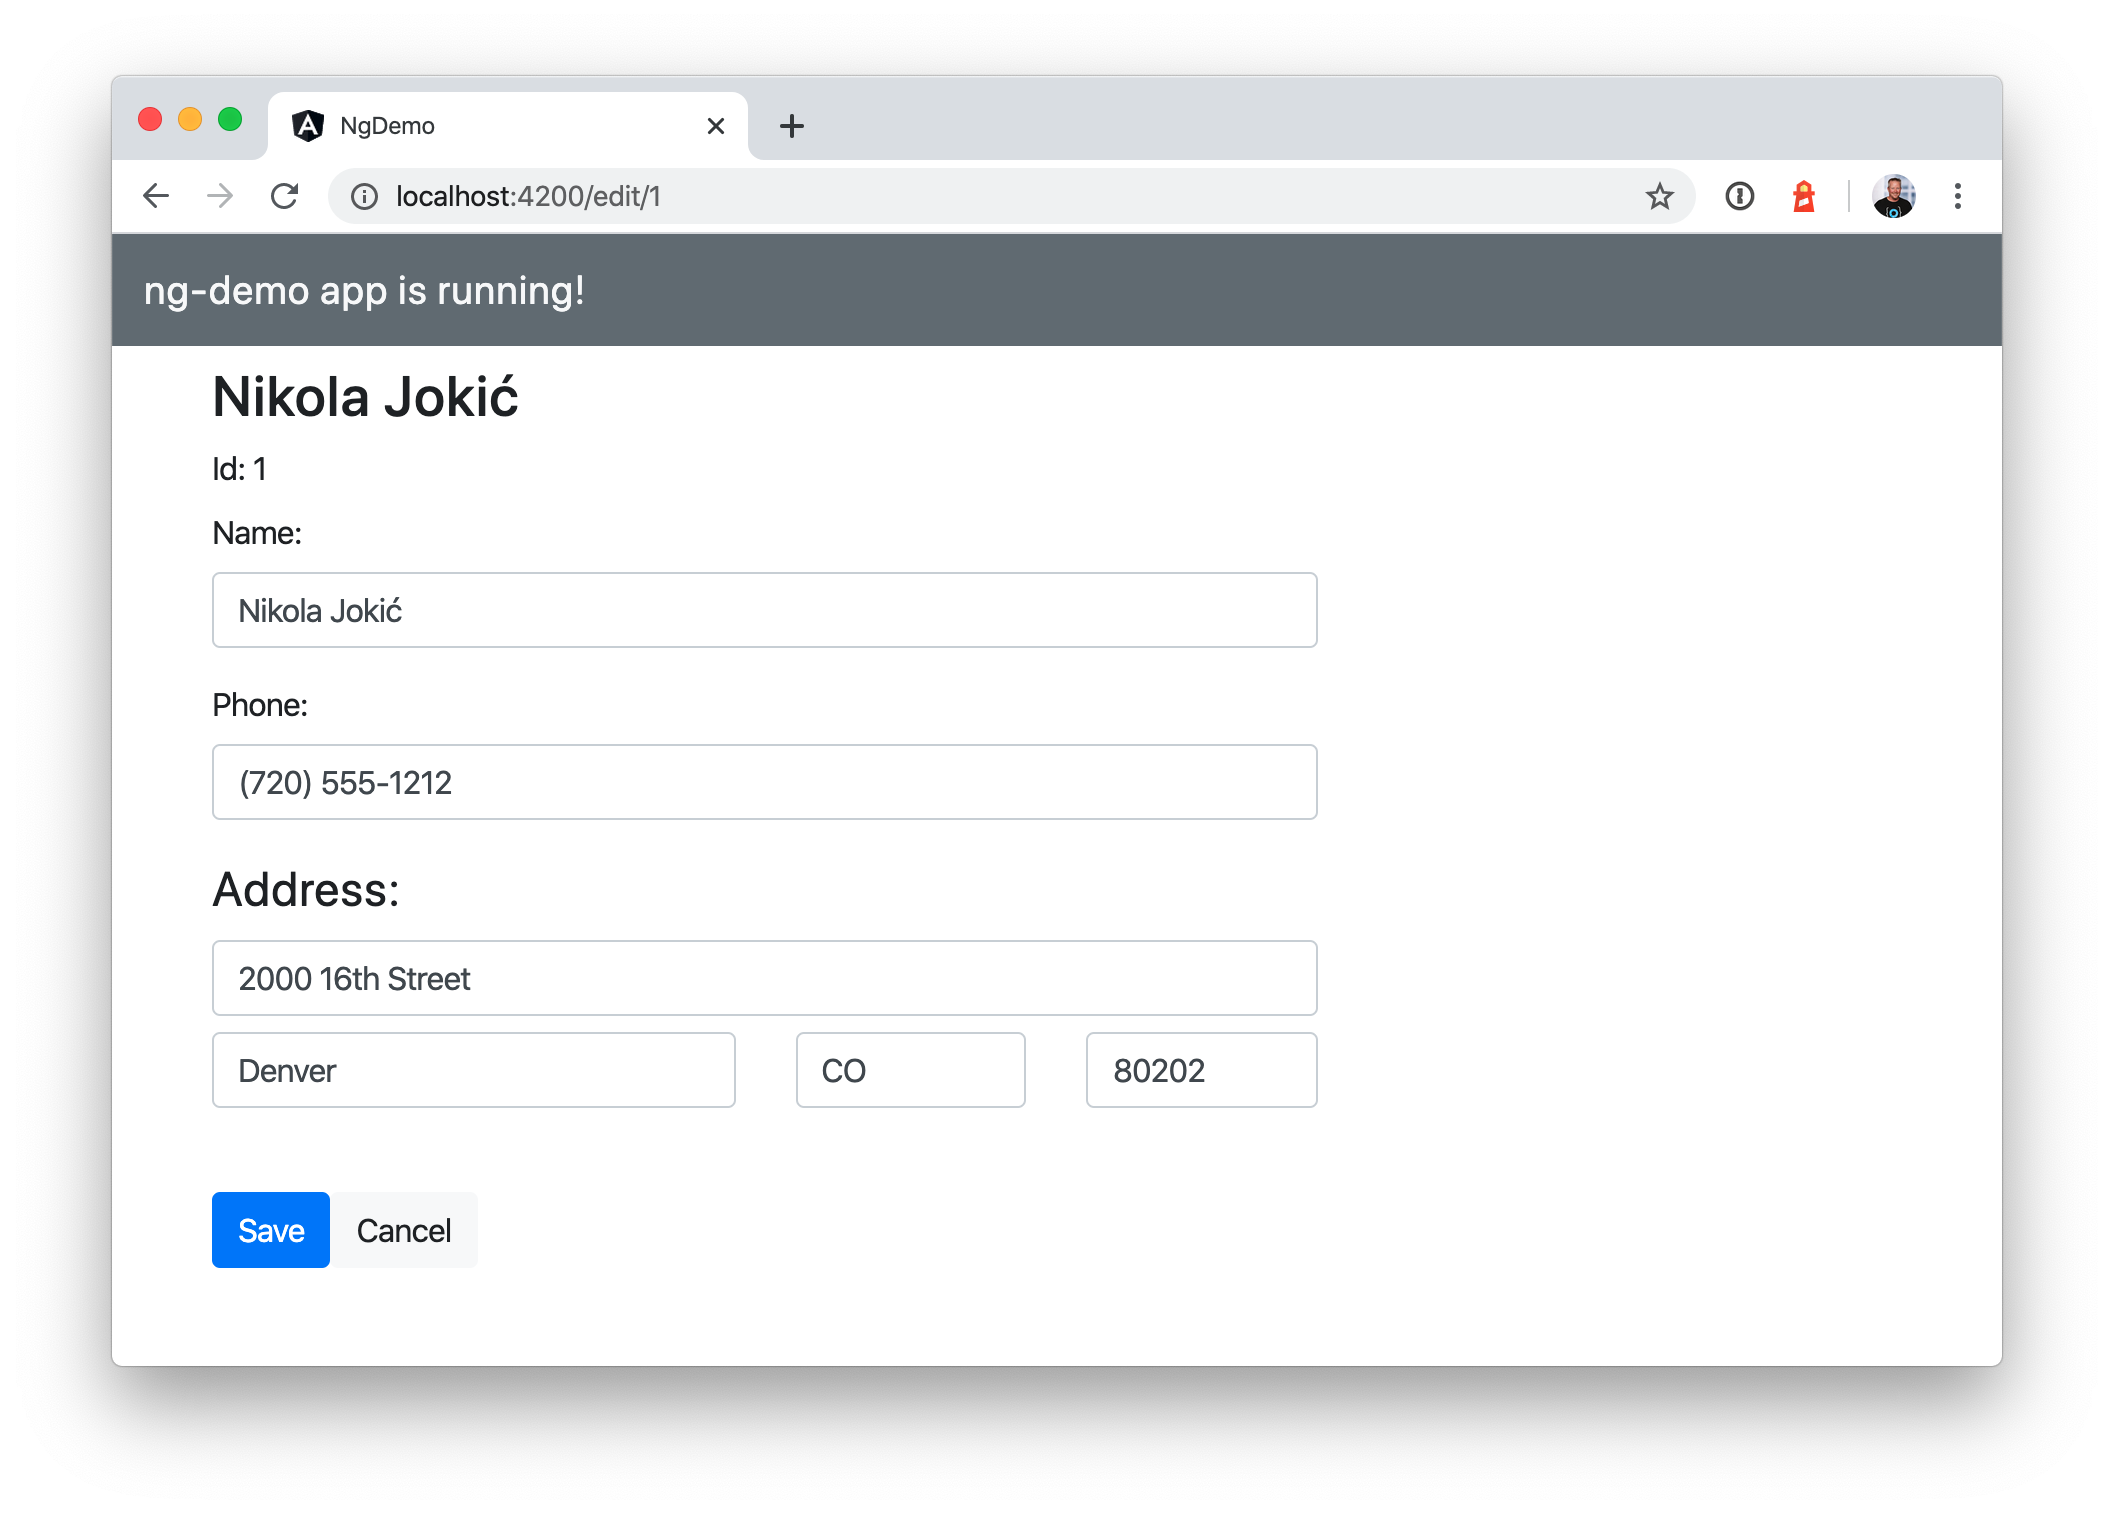 NgDemo
localhost:4200/edit/1
ng-demo app is running!
Nikola Jokić
Id: 1
Name:
Nikola Jokić
Phone:
(720) 555-1212
Address:
2000 16th Street
Denver CO 80202
Save Cancel